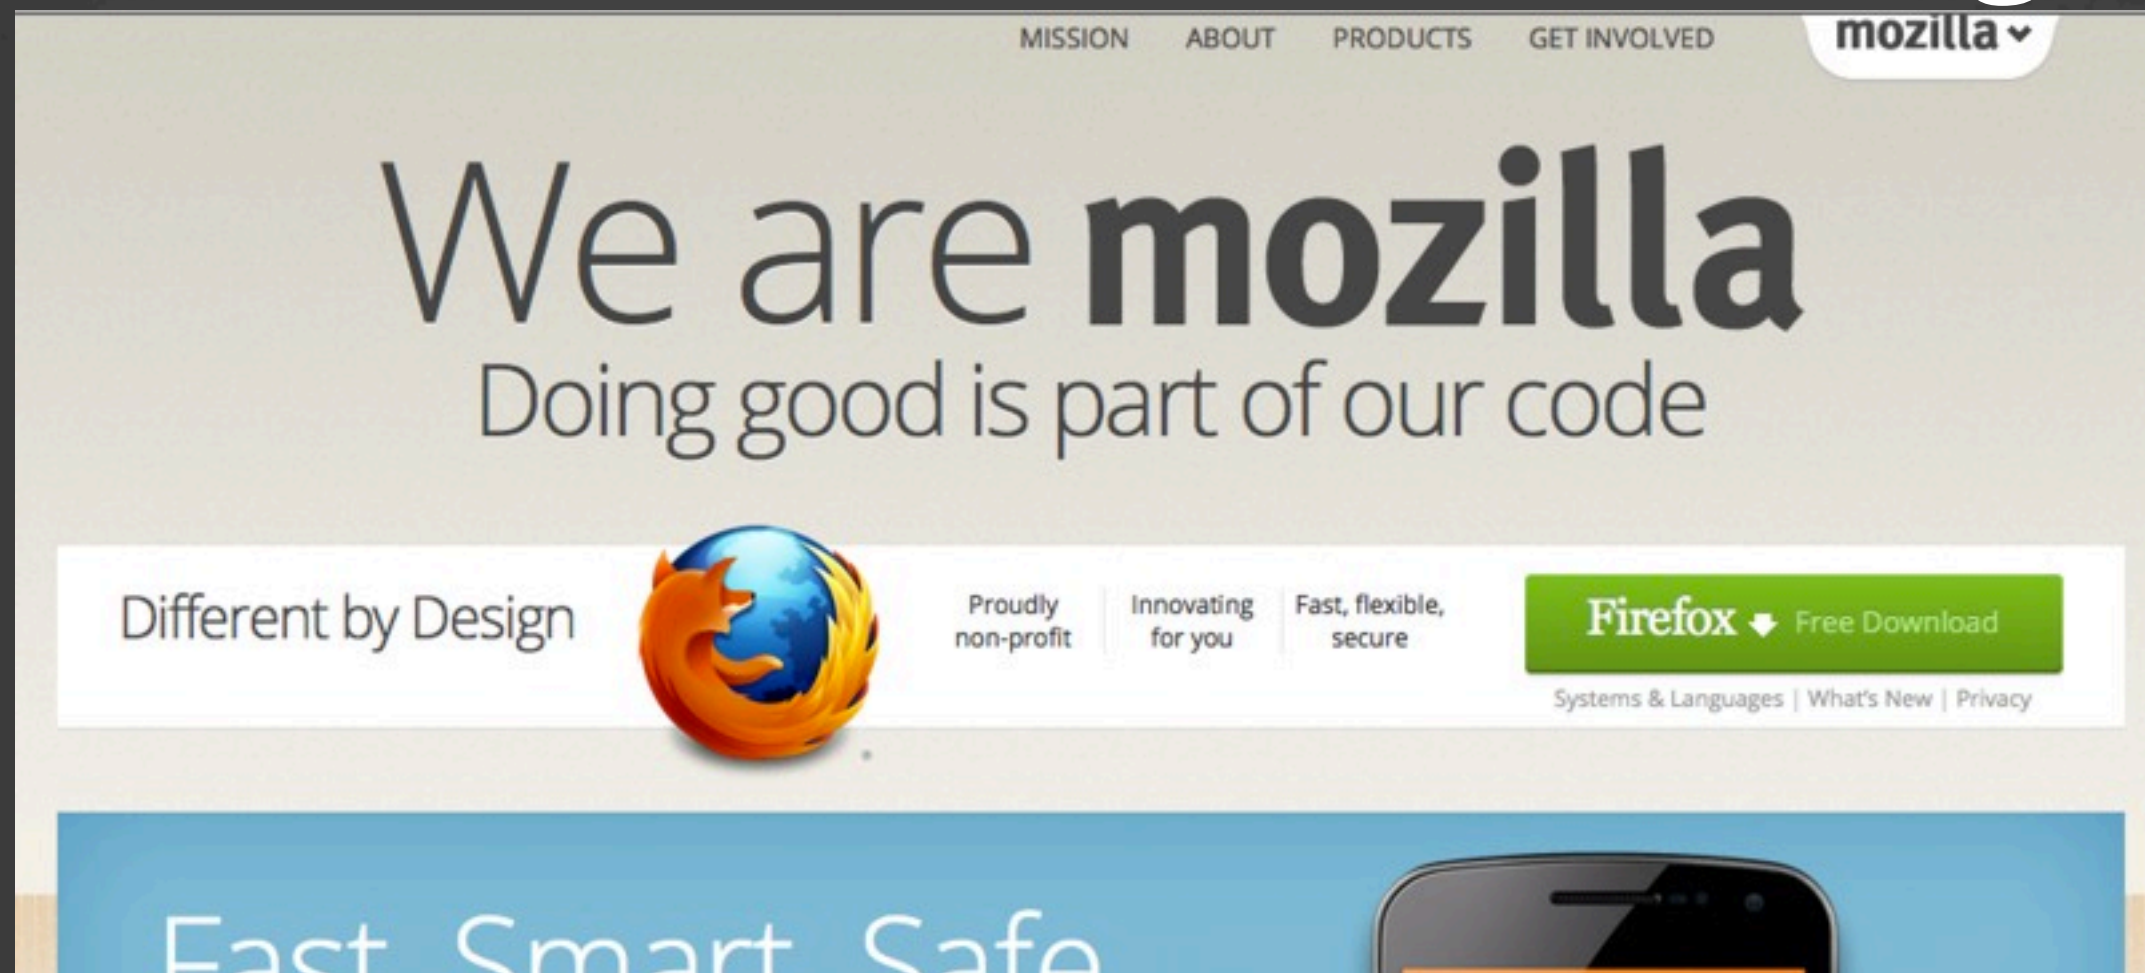 MISSION ABOUT PRODUCTS GET INVOLVED mozilla
We are mozilla
Doing good is part of our code
Different by Design
Proudly
non-profit
Innovating
for you
Fast, flexible,
secure
Firefox Free Download
Systems & Languages | What's New | Privacy
Fast. Smart. Safe.